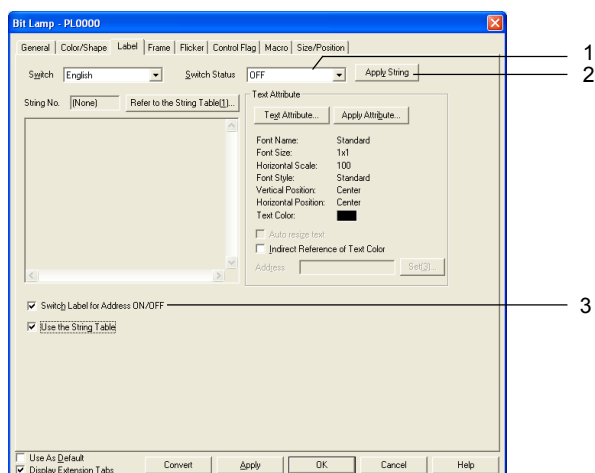 Bit Lamp - PL0000
General Color/Shape Label Frame Flicker Control Flag Macro Size/Position
1
Switch English Switch Status OFF Apply String
2
String No. (None) Refer to the String Table[1]...
Text Attribute
Text Attribute... Apply Attribute...
Font Name: Standard
Font Size: 1x1
Horizontal Scale: 100
Font Style: Standard
Vertical Position: Center
Horizontal Position: Center
Text Color:
Auto resize text
Indirect Reference of Text Color
Address Set[3]...
Switch Label for Address ON/OFF
3
Use the String Table
Use As Default
Display Extension Tabs
Convert Apply OK Cancel Help